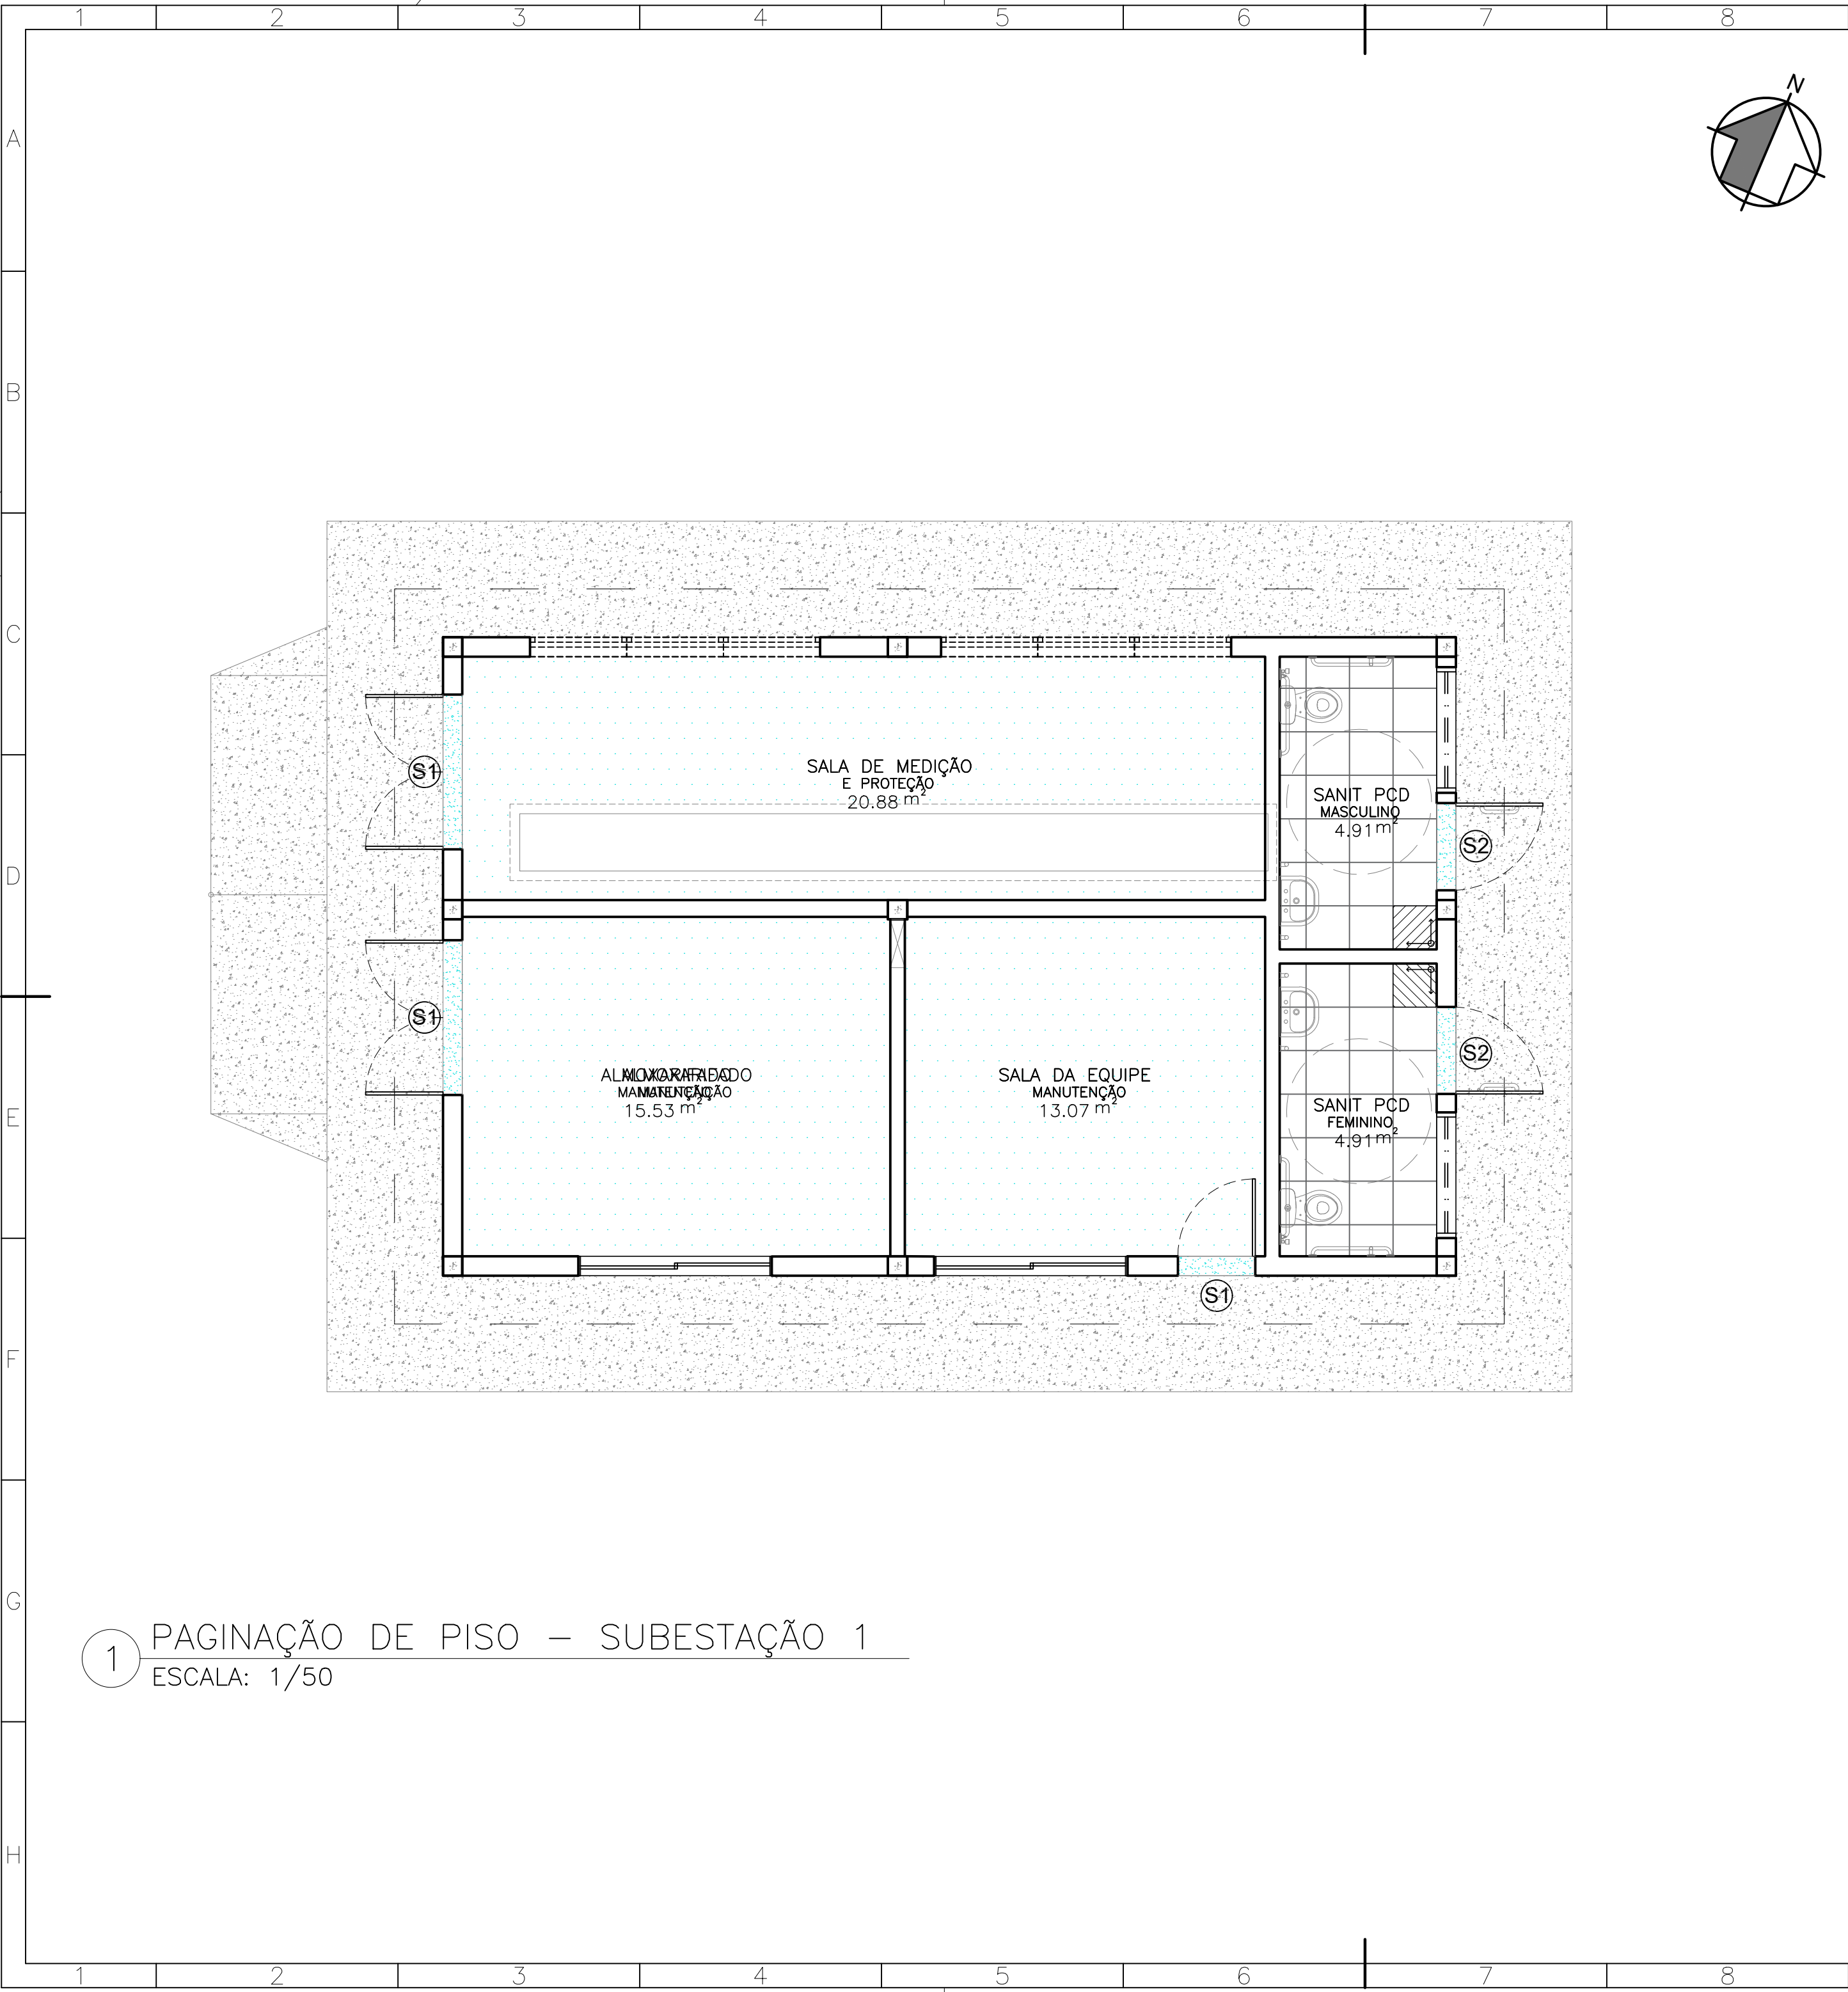 1 2 3 4 5 6 7 8
N
A
B
C
D
E
F
G
H
SALA DE MEDIÇÃO
E PROTEÇÃO
20.88 m²
SANIT PCD
MASCULINO
4.91 m²
S1
S2
S1
S2
ALMOXARIFADO
MANUTENÇÃO
15.53 m²
SALA DA EQUIPE
MANUTENÇÃO
13.07 m²
SANIT PCD
FEMININO
4.91 m²
S1
1 PAGINAÇÃO DE PISO – SUBESTAÇÃO 1
ESCALA: 1/50
1 2 3 4 5 6 7 8